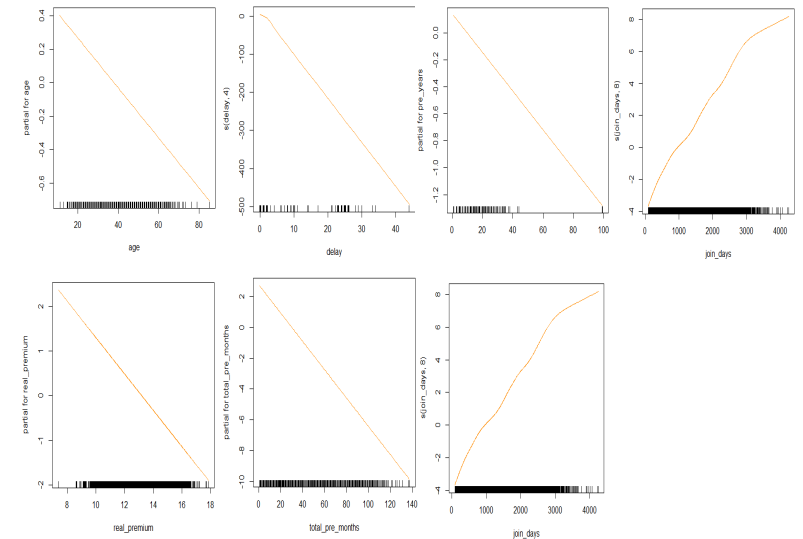 partial for age
-0.6 -0.4 -0.2 0.0 0.2 0.4
20 40 60 80
age
s(delay, 4)
-500 -400 -300 -200 -100 0
0 10 20 30 40
delay
partial for pre_years
-1.2 -1.0 -0.8 -0.6 -0.4 -0.2 0.0
0 20 40 60 80 100
pre_years
s(join_days, 8)
-4 -2 0 2 4 6 8
0 1000 2000 3000 4000
join_days
partial for real_premium
-2 -1 0 1 2
8 10 12 14 16 18
real_premium
partial for total_pre_months
-10 -8 -6 -4 -2 0 2
0 20 40 60 80 100 120 140
total_pre_months
s(join_days, 8)
-4 -2 0 2 4 6 8
0 1000 2000 3000 4000
join_days